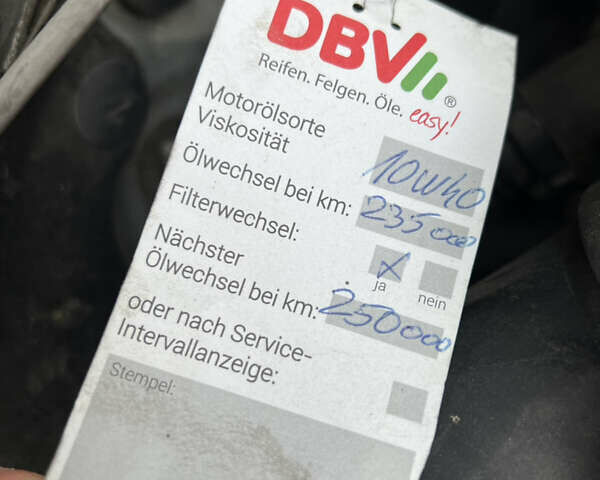 DBV®
Reifen. Felgen. Öle. easy!
Motorölsorte
Viskosität 10W40
Ölwechsel bei km: 235000
Filterwechsel: X
ja nein
Nächster
Ölwechsel bei km: 250000
oder nach Service-
Intervallanzeige:
Stempel: